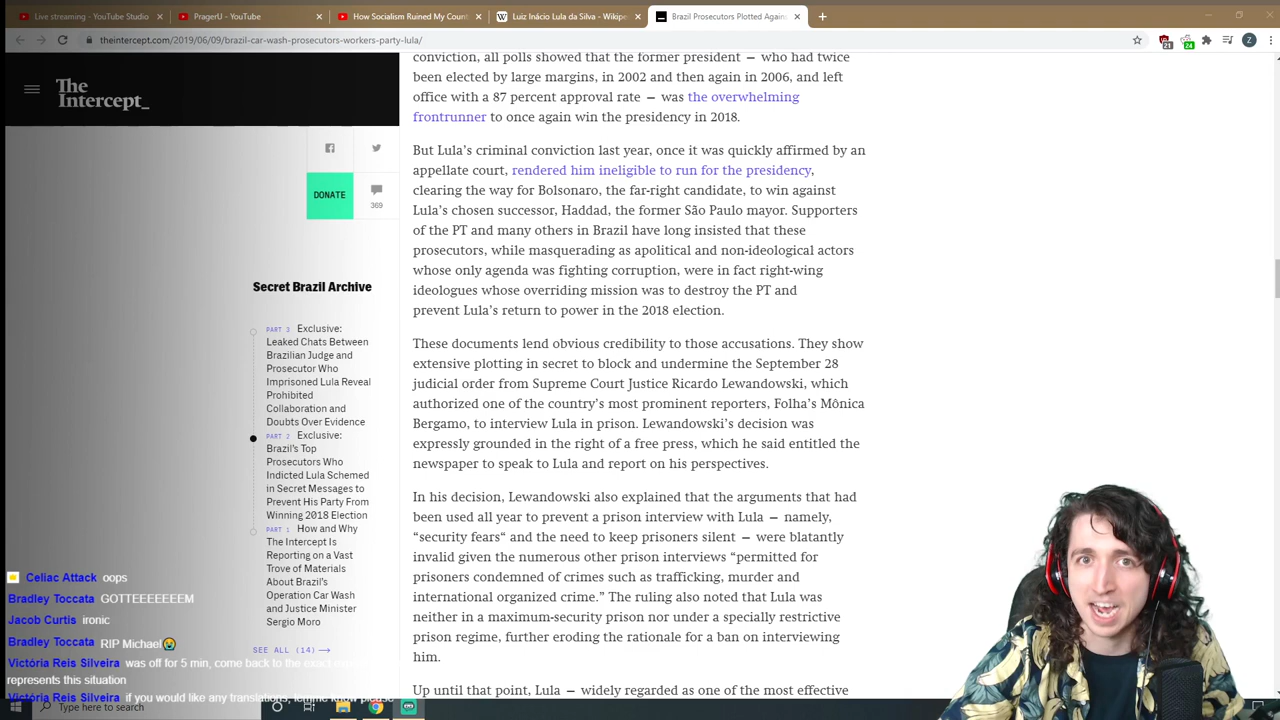 Live streaming - YouTube Studio
PragerU - YouTube
How Socialism Ruined My Count
Luiz Inácio Lula da Silva - Wikipe
Brazil Prosecutors Plotted Again
theintercept.com/2019/06/09/brazil-car-wash-prosecutors-workers-party-lula/
21
24
Z
The
Intercept_
DONATE
369
Secret Brazil Archive
PART 3 Exclusive:
Leaked Chats Between
Brazilian Judge and
Prosecutor Who
Imprisoned Lula Reveal
Prohibited
Collaboration and
Doubts Over Evidence
PART 2 Exclusive:
Brazil's Top
Prosecutors Who
Indicted Lula Schemed
in Secret Messages to
Prevent His Party From
Winning 2018 Election
PART 1 How and Why
The Intercept Is
Reporting on a Vast
Trove of Materials
About Brazil's
Operation Car Wash
and Justice Minister
Sergio Moro
SEE ALL (14)
conviction, all polls showed that the former president — who had twice
been elected by large margins, in 2002 and then again in 2006, and left
office with a 87 percent approval rate — was the overwhelming
frontrunner to once again win the presidency in 2018.
But Lula's criminal conviction last year, once it was quickly affirmed by an
appellate court, rendered him ineligible to run for the presidency,
clearing the way for Bolsonaro, the far-right candidate, to win against
Lula's chosen successor, Haddad, the former São Paulo mayor. Supporters
of the PT and many others in Brazil have long insisted that these
prosecutors, while masquerading as apolitical and non-ideological actors
whose only agenda was fighting corruption, were in fact right-wing
ideologues whose overriding mission was to destroy the PT and
prevent Lula's return to power in the 2018 election.
These documents lend obvious credibility to those accusations. They show
extensive plotting in secret to block and undermine the September 28
judicial order from Supreme Court Justice Ricardo Lewandowski, which
authorized one of the country's most prominent reporters, Folha's Mônica
Bergamo, to interview Lula in prison. Lewandowski's decision was
expressly grounded in the right of a free press, which he said entitled the
newspaper to speak to Lula and report on his perspectives.
In his decision, Lewandowski also explained that the arguments that had
been used all year to prevent a prison interview with Lula — namely,
“security fears“ and the need to keep prisoners silent — were blatantly
invalid given the numerous other prison interviews “permitted for
prisoners condemned of crimes such as trafficking, murder and
international organized crime.” The ruling also noted that Lula was
neither in a maximum-security prison nor under a specially restrictive
prison regime, further eroding the rationale for a ban on interviewing
him.
Up until that point, Lula — widely regarded as one of the most effective
Celiac Attack oops
Bradley Toccata GOTTEEEEEEEM
Jacob Curtis ironic
Bradley Toccata RIP Michael😭
Victória Reis Silveira was off for 5 min, come back to the exact
represents this situation
Victória Reis Silveira if you would like any translations, lemme know please
Type here to search